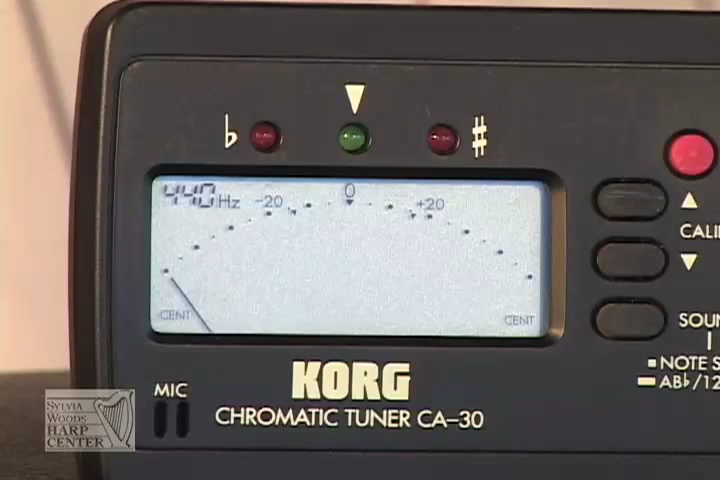 ♭ ♯
440Hz -20 0 +20
CALI
CENT CENT
SOUN
NOTE S
AB♭/12
KORG
MIC
CHROMATIC TUNER CA-30
SYLVIA
WOODS
HARP
CENTER